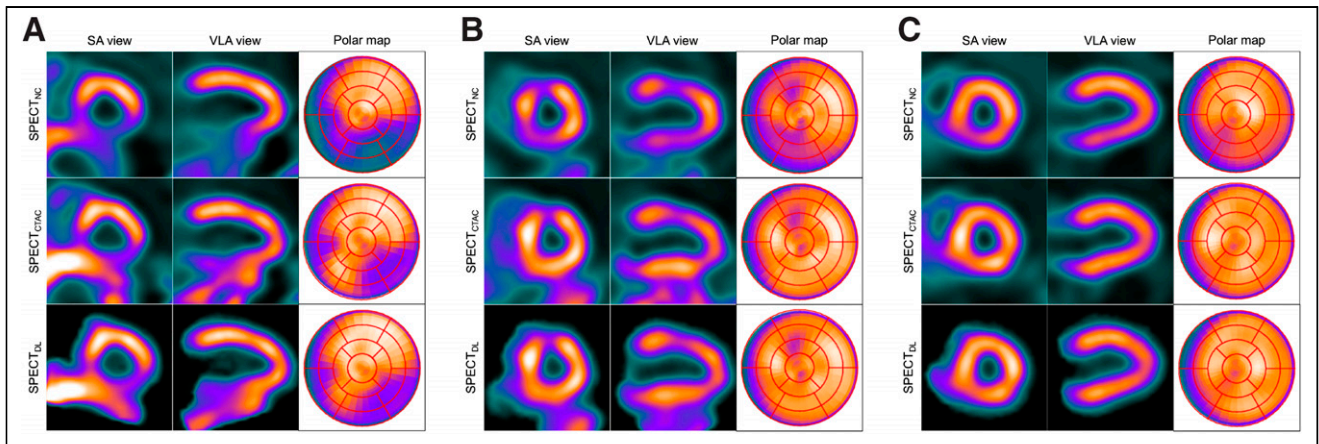 A
SA view VLA view Polar map
SPECT_NC
SPECT_CTAC
SPECT_DL
B
SA view VLA view Polar map
SPECT_NC
SPECT_CTAC
SPECT_DL
C
SA view VLA view Polar map
SPECT_NC
SPECT_CTAC
SPECT_DL